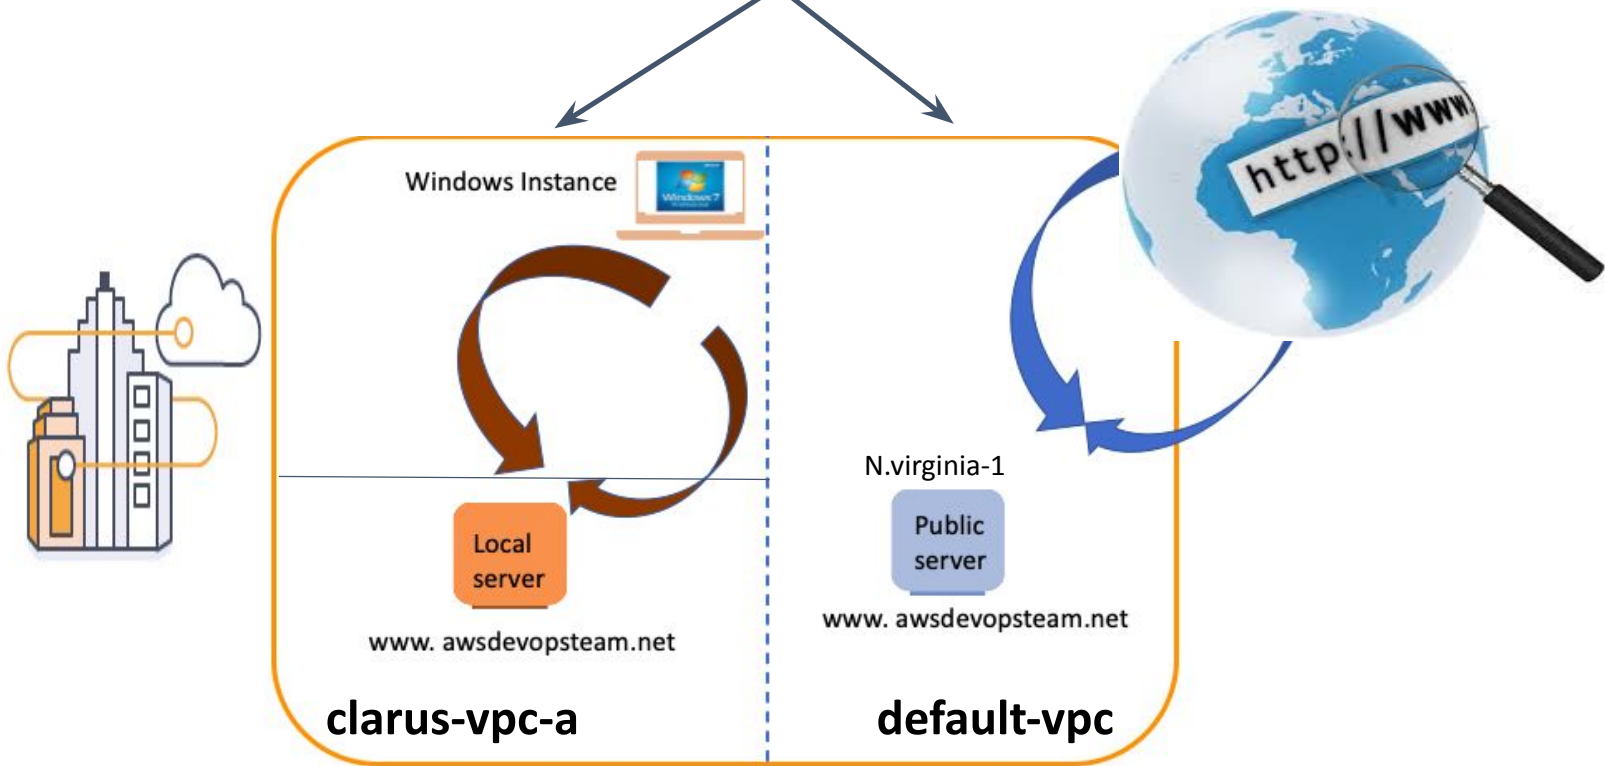 http://www.
Windows Instance
Windows 7
N.virginia-1
Local
server
Public
server
www. awsdevopsteam.net
www. awsdevopsteam.net
clarus-vpc-a
default-vpc